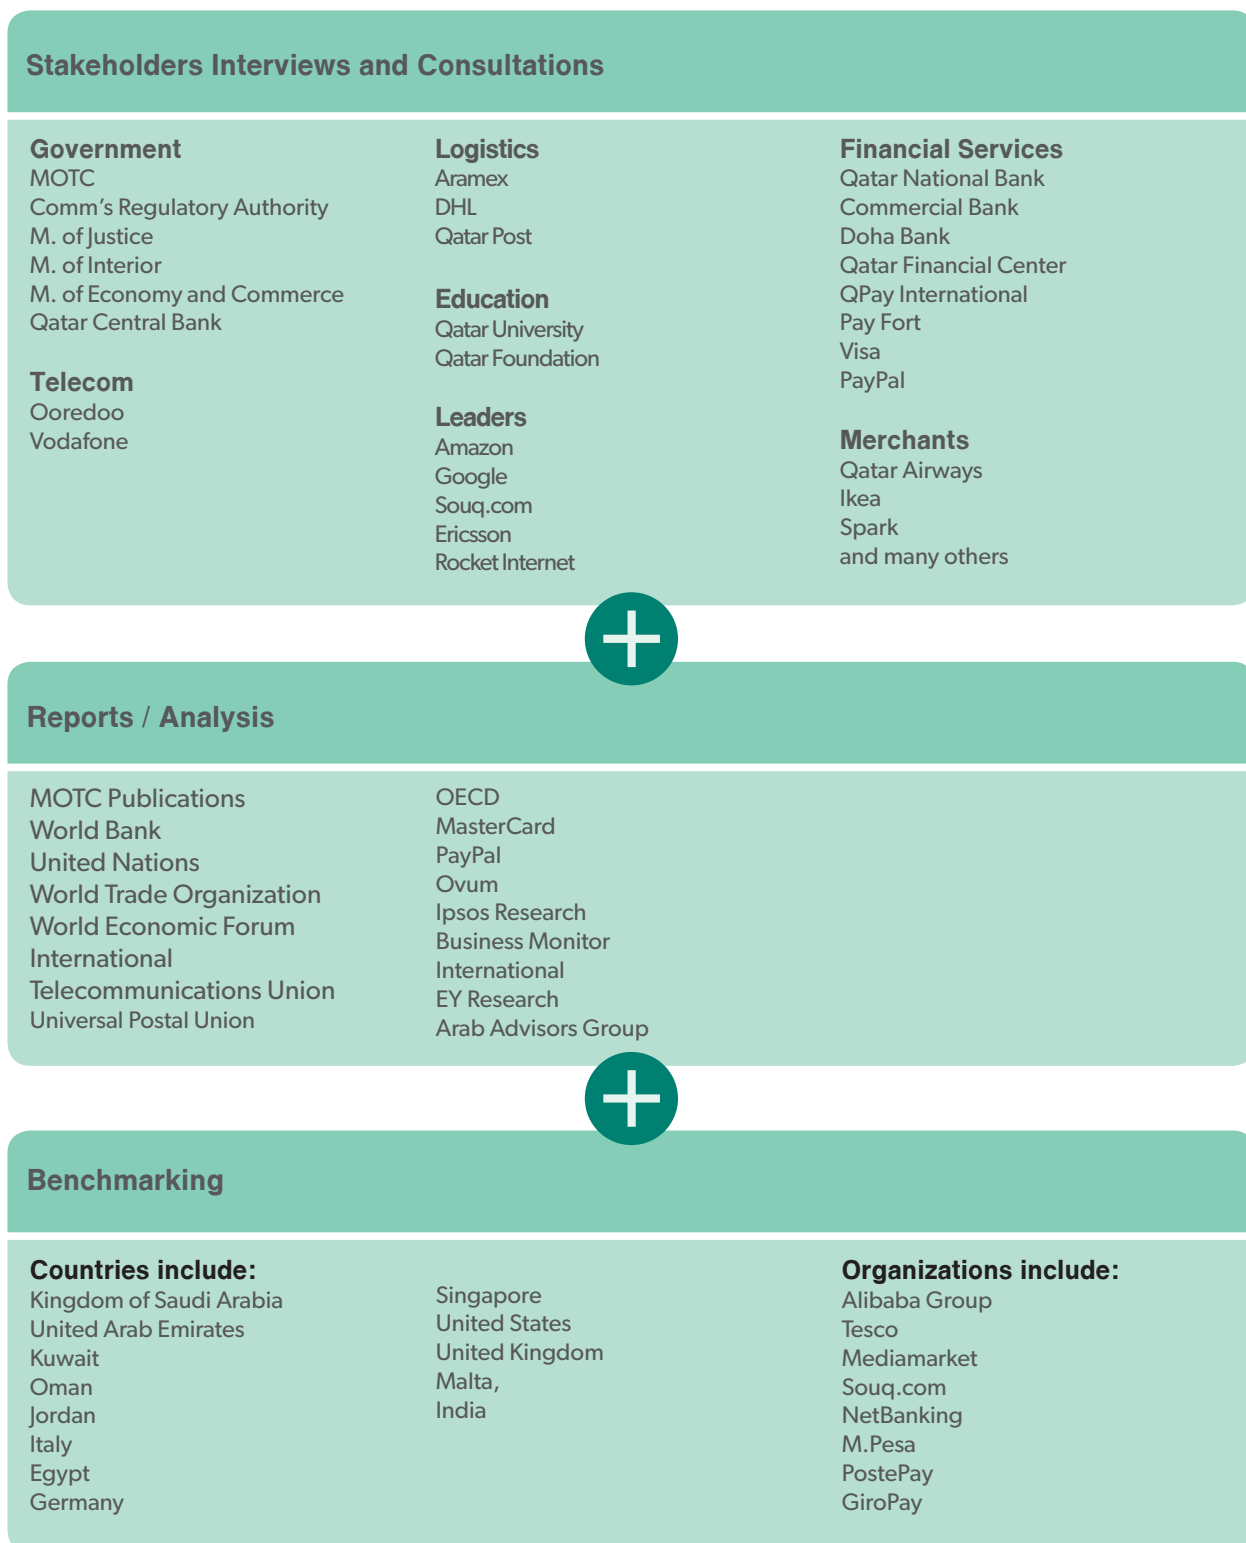 Stakeholders Interviews and Consultations
Government
MOTC
Comm's Regulatory Authority
M. of Justice
M. of Interior
M. of Economy and Commerce
Qatar Central Bank
Telecom
Ooredoo
Vodafone
Logistics
Aramex
DHL
Qatar Post
Education
Qatar University
Qatar Foundation
Leaders
Amazon
Google
Souq.com
Ericsson
Rocket Internet
Financial Services
Qatar National Bank
Commercial Bank
Doha Bank
Qatar Financial Center
QPay International
Pay Fort
Visa
PayPal
Merchants
Qatar Airways
Ikea
Spark
and many others
+
Reports / Analysis
MOTC Publications
World Bank
United Nations
World Trade Organization
World Economic Forum
International
Telecommunications Union
Universal Postal Union
OECD
MasterCard
PayPal
Ovum
Ipsos Research
Business Monitor
International
EY Research
Arab Advisors Group
+
Benchmarking
Countries include:
Kingdom of Saudi Arabia
United Arab Emirates
Kuwait
Oman
Jordan
Italy
Egypt
Germany
Singapore
United States
United Kingdom
Malta,
India
Organizations include:
Alibaba Group
Tesco
Mediamarket
Souq.com
NetBanking
M.Pesa
PostePay
GiroPay